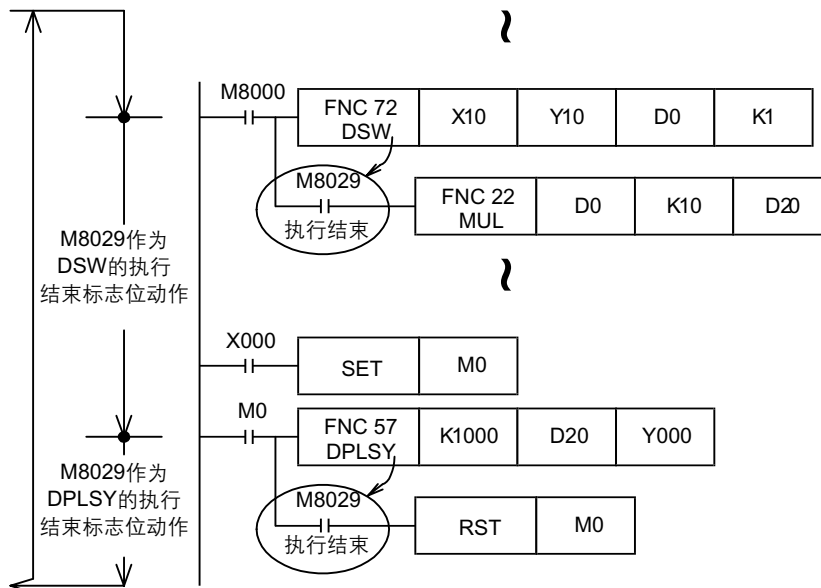 M8000
FNC 72
DSW
X10
Y10
D0
K1
M8029
执行结束
FNC 22
MUL
D0
K10
D20
M8029作为
DSW的执行
结束标志位动作
X000
SET
M0
M0
FNC 57
DPLSY
K1000
D20
Y000
M8029作为
DPLSY的执行
结束标志位动作
M8029
执行结束
RST
M0